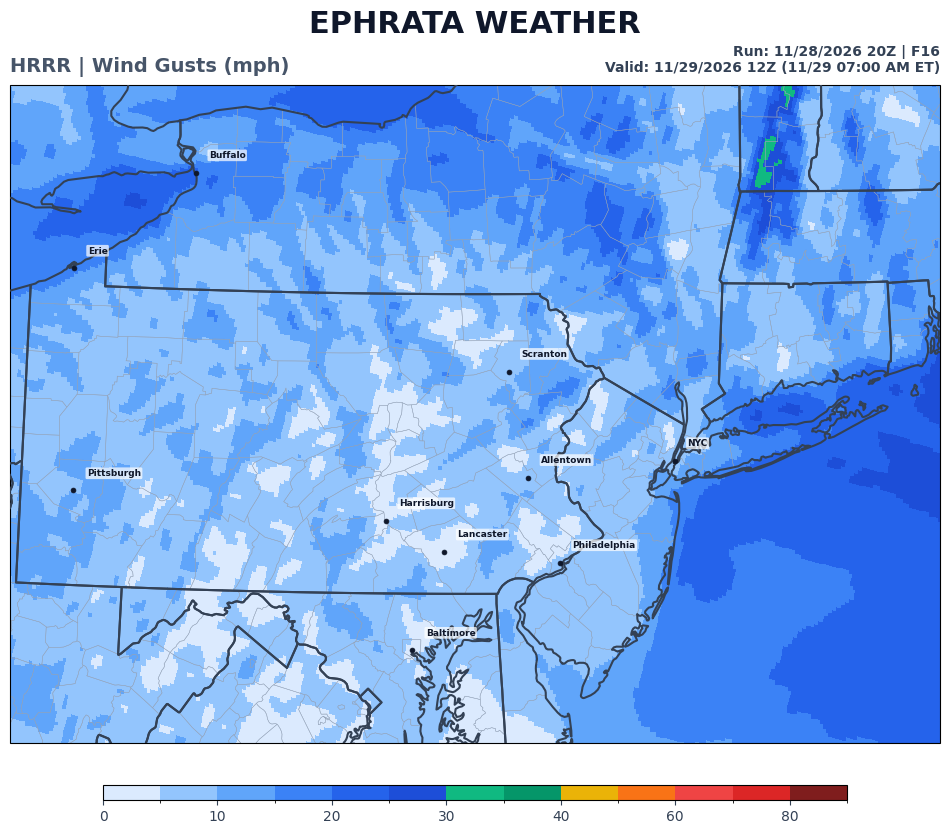 EPHRATA WEATHER
HRRR | Wind Gusts (mph)
Run: 11/28/2026 20Z | F16
Valid: 11/29/2026 12Z (11/29 07:00 AM ET)
Buffalo
Erie
Scranton
NYC
Allentown
Pittsburgh
Harrisburg
Lancaster
Philadelphia
Baltimore
0 10 20 30 40 50 60 70 80